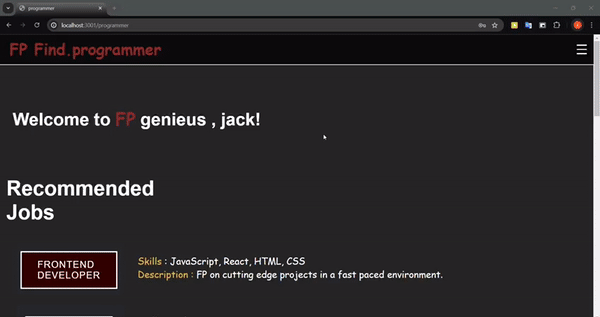 programmer
localhost:3001/programmer
FP Find.programmer
Welcome to FP genieus , jack!
Recommended
Jobs
FRONTEND
DEVELOPER
Skills : JavaScript, React, HTML, CSS
Description : FP on cutting edge projects in a fast paced environment.